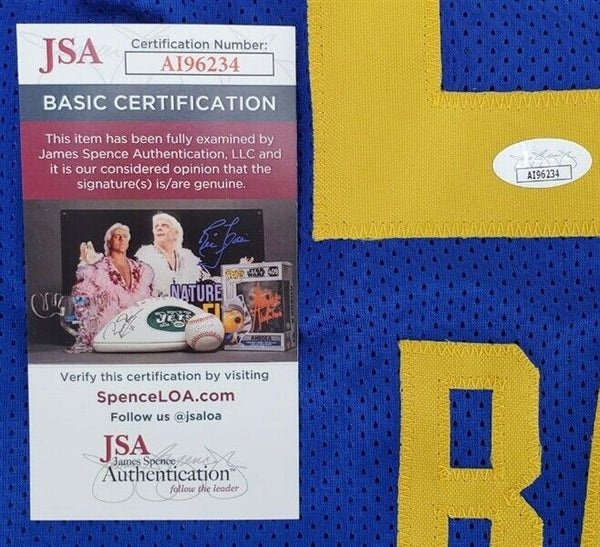 JSA
Certification Number:
AI96234
BASIC CERTIFICATION
This item has been fully examined by
James Spence Authentication, LLC and
it is our considered opinion that the
signature(s) is/are genuine.
NATURE
JETS
AHSOKA
Verify this certification by visiting
SpenceLOA.com
Follow us @jsaloa
JSA
James Spence
Authentication
follow the leader
AI96234
B